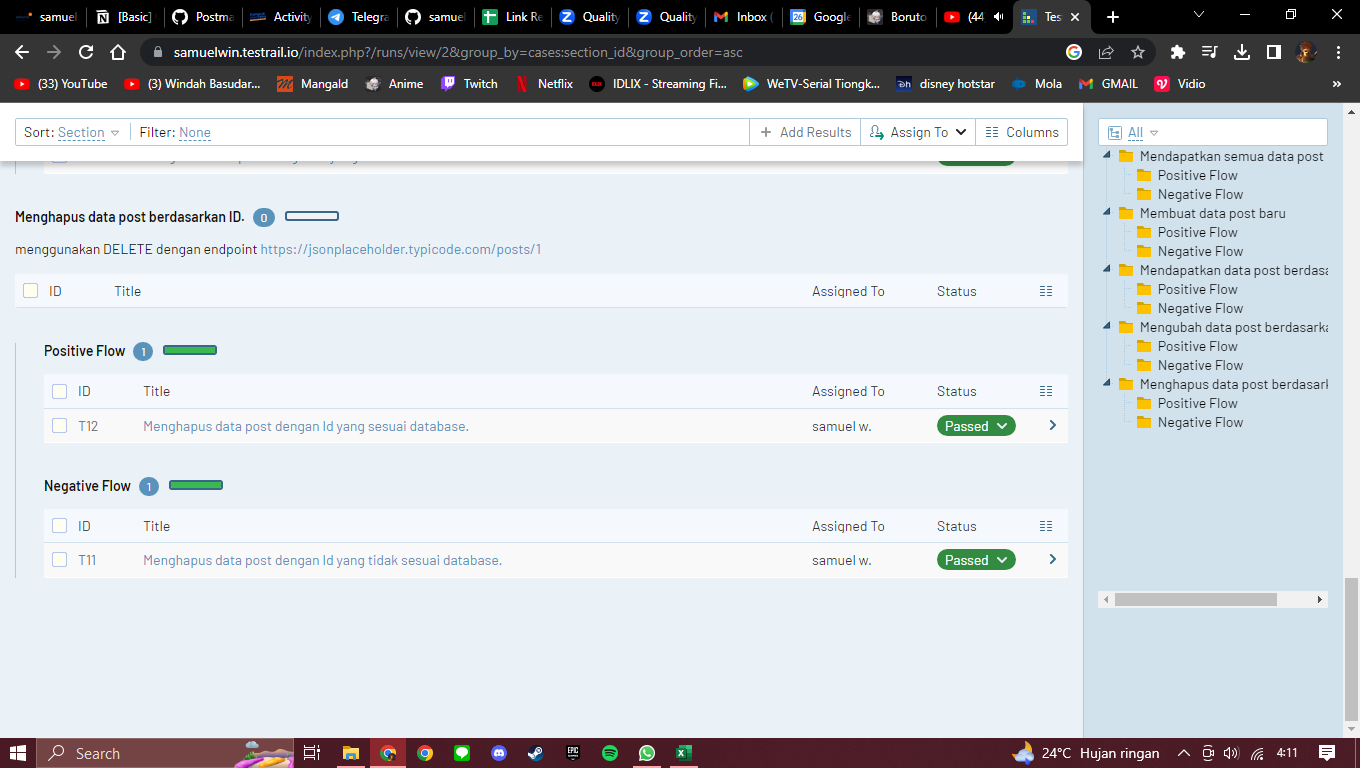 samuel
[Basic]
Postma
Activity
Telegra
samuel
Link Re
Quality
Quality
Inbox (
Google
Boruto
(44
Tes
samuelwin.testrail.io/index.php?/runs/view/2&group_by=cases:section_id&group_order=asc
(33) YouTube
(3) Windah Basudar...
Mangald
Anime
Twitch
Netflix
IDLIX - Streaming Fi...
WeTV-Serial Tiongk...
disney hotstar
Mola
GMAIL
Vidio
»
Sort: Section
Filter: None
+ Add Results
Assign To
Columns
Menghapus data post berdasarkan ID. 0
menggunakan DELETE dengan endpoint https://jsonplaceholder.typicode.com/posts/1
ID Title Assigned To Status
Positive Flow 1
ID Title Assigned To Status
T12 Menghapus data post dengan Id yang sesuai database. samuel w. Passed
Negative Flow 1
ID Title Assigned To Status
T11 Menghapus data post dengan Id yang tidak sesuai database. samuel w. Passed
All
Mendapatkan semua data post
Positive Flow
Negative Flow
Membuat data post baru
Positive Flow
Negative Flow
Mendapatkan data post berdasa
Positive Flow
Negative Flow
Mengubah data post berdasarka
Positive Flow
Negative Flow
Menghapus data post berdasark
Positive Flow
Negative Flow
Search
24°C Hujan ringan
4:11